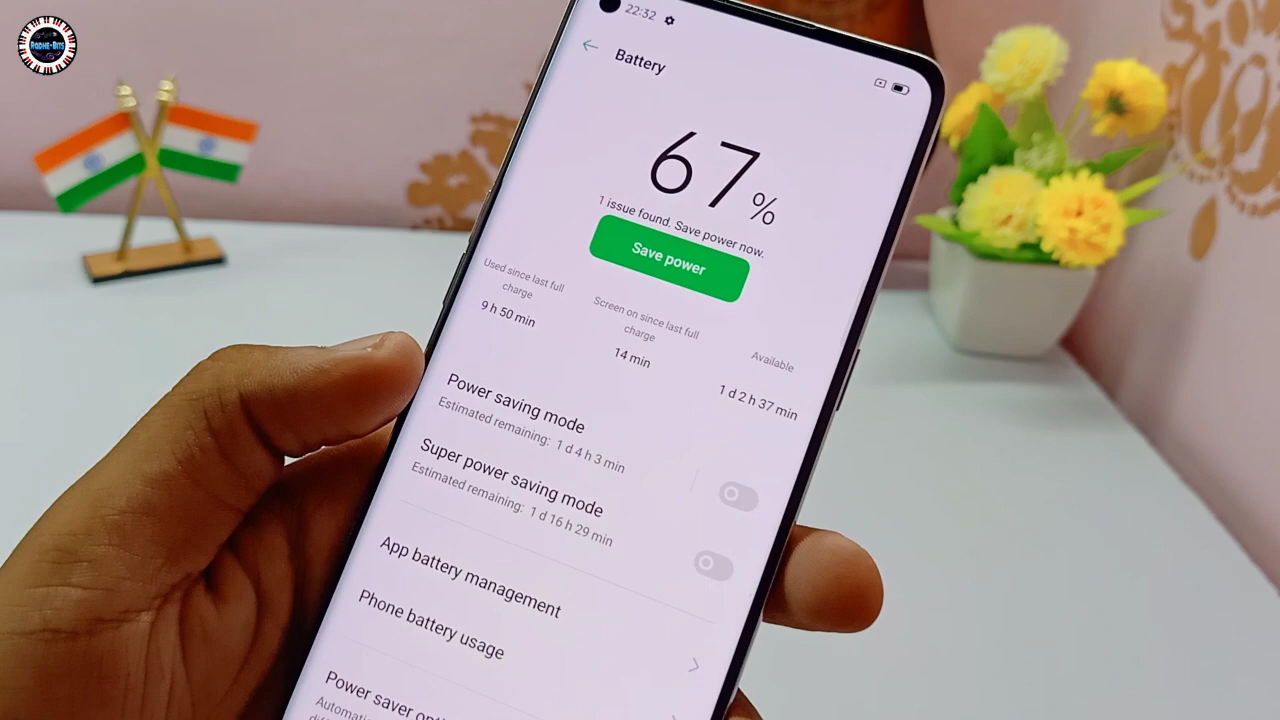 RADHE-BITS
22:32
Battery
67%
1 issue found. Save power now.
Save power
Used since last full
charge
9 h 50 min
Screen on since last full
charge
14 min
Available
1 d 2 h 37 min
Power saving mode
Estimated remaining: 1 d 4 h 3 min
Super power saving mode
Estimated remaining: 1 d 16 h 29 min
App battery management
Phone battery usage
Power saver